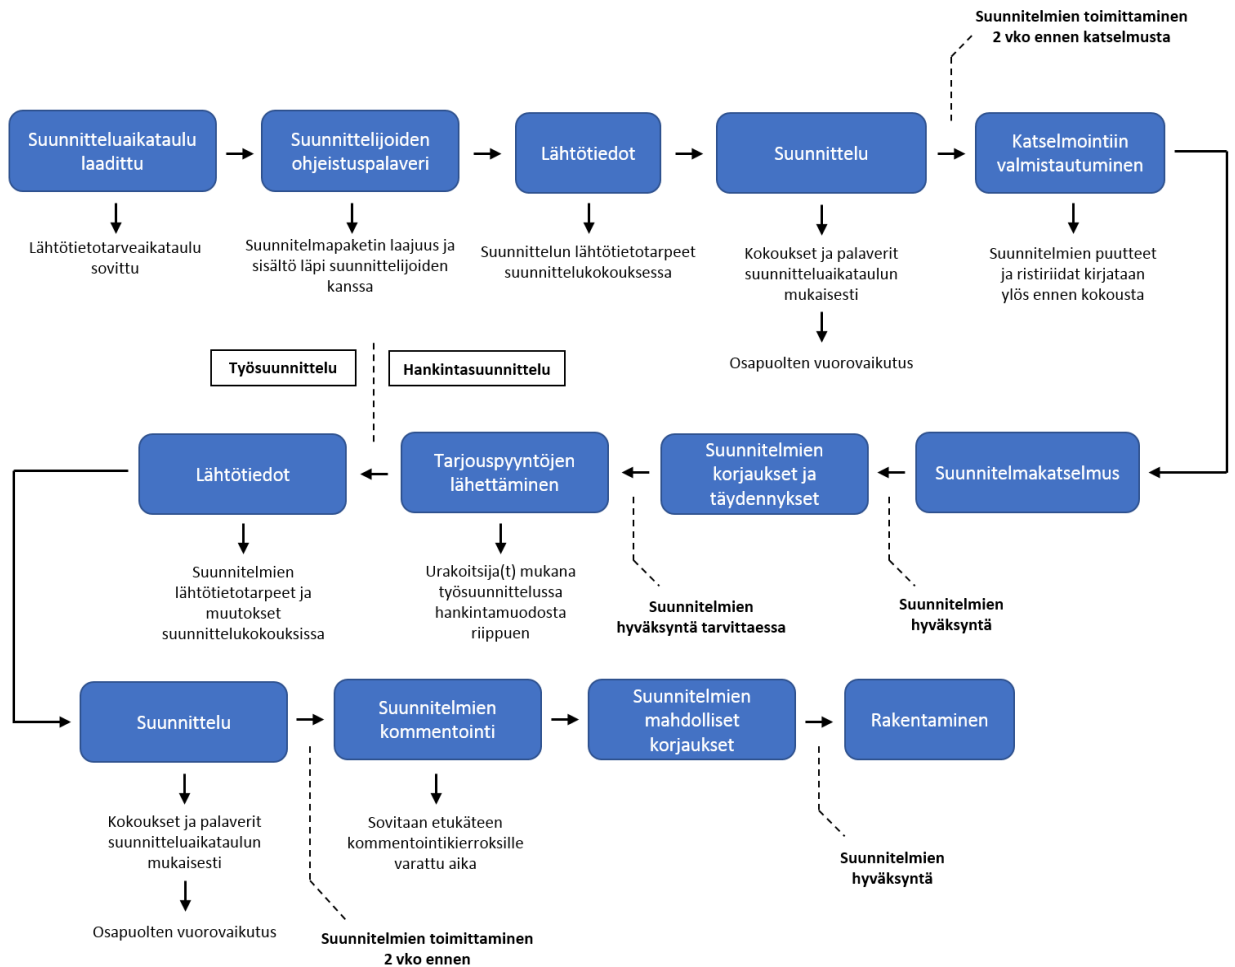 Suunnitelmien toimittaminen
2 vko ennen katselmusta
Suunnitteluaikataulu
laadittu
Suunnittelijoiden
ohjeistuspalaveri
Lähtötiedot
Suunnittelu
Katselmointiin
valmistautuminen
Lähtötietotarveaikataulu
sovittu
Suunnitelmapaketin laajuus ja
sisältö läpi suunnittelijoiden
kanssa
Suunnittelun lähtötietotarpeet
suunnittelukokouksessa
Kokoukset ja palaverit
suunnitteluaikataulun
mukaisesti
Osapuolten vuorovaikutus
Suunnitelmien puutteet
ja ristiriidat kirjataan
ylös ennen kokousta
Työsuunnittelu
Hankintasuunnittelu
Lähtötiedot
Tarjouspyyntöjen
lähettäminen
Suunnitelmien
korjaukset ja
täydennykset
Suunnitelmakatselmus
Suunnitelmien
lähtötietotarpeet ja
muutokset
suunnittelukokouksissa
Urakoitsija(t) mukana
työsuunnittelussa
hankintamuodosta
riippuen
Suunnitelmien
hyväksyntä tarvittaessa
Suunnitelmien
hyväksyntä
Suunnittelu
Suunnitelmien
kommentointi
Suunnitelmien
mahdolliset
korjaukset
Rakentaminen
Kokoukset ja palaverit
suunnitteluaikataulun
mukaisesti
Osapuolten vuorovaikutus
Sovitaan etukäteen
kommentointikierroksille
varattu aika
Suunnitelmien
hyväksyntä
Suunnitelmien toimittaminen
2 vko ennen